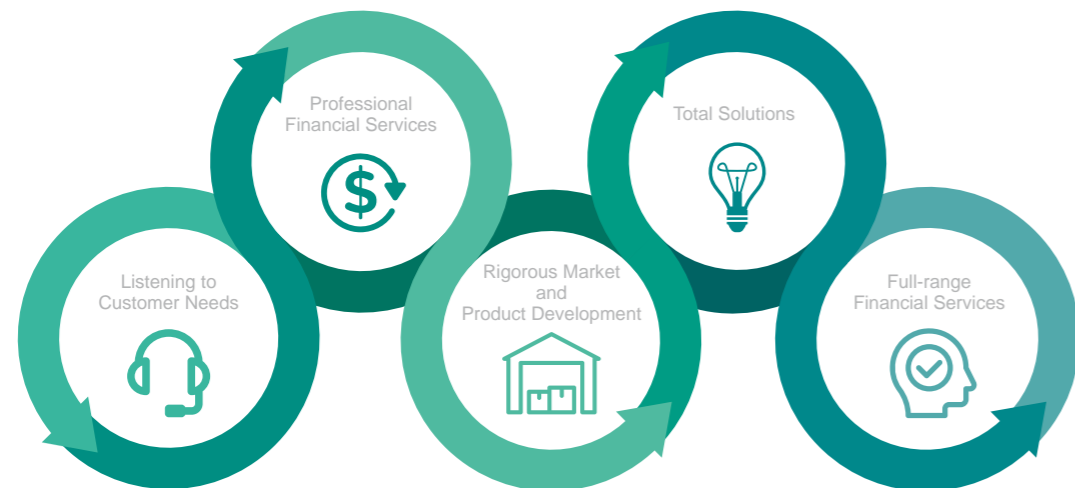 Listening to
Customer Needs
Professional
Financial Services
Rigorous Market
and
Product Development
Total Solutions
Full-range
Financial Services